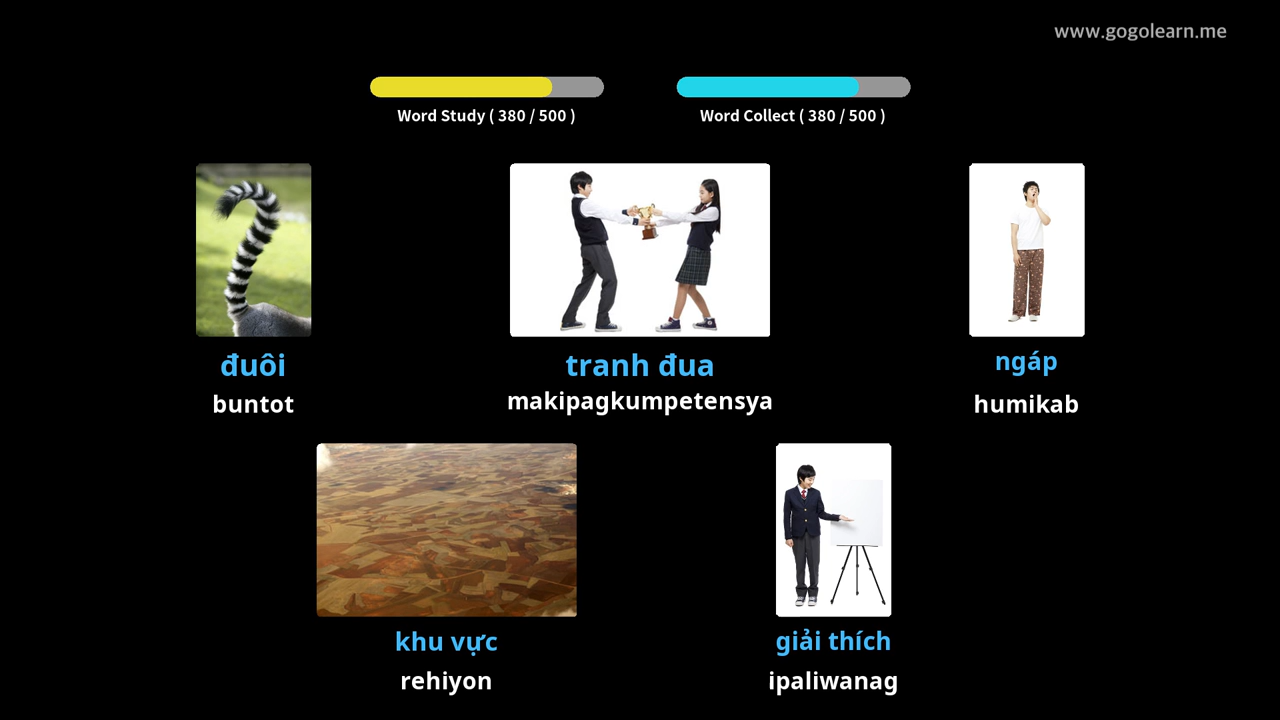 www.gogolearn.me
Word Study ( 380 / 500 )
Word Collect ( 380 / 500 )
đuôi
buntot
tranh đua
makipagkumpetensya
ngáp
humikab
khu vực
rehiyon
giải thích
ipaliwanag